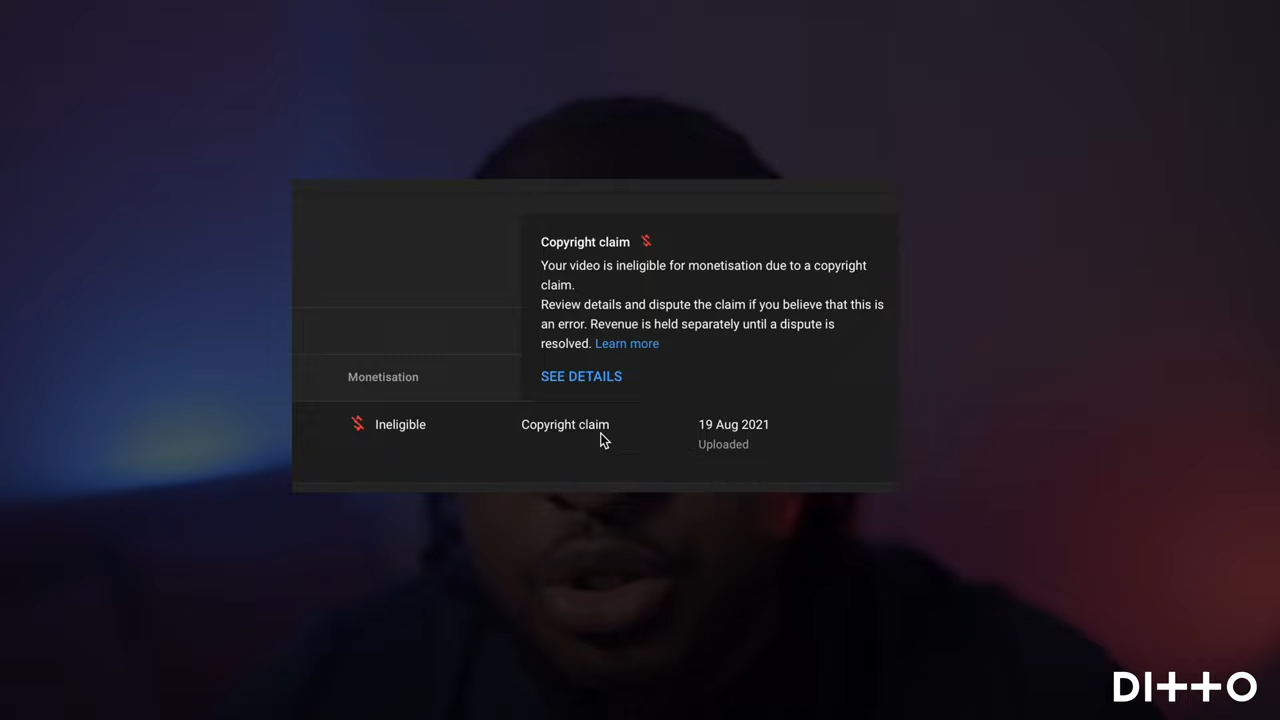 Copyright claim
Your video is ineligible for monetisation due to a copyright
claim.
Review details and dispute the claim if you believe that this is
an error. Revenue is held separately until a dispute is
resolved. Learn more
SEE DETAILS
Monetisation
Ineligible Copyright claim 19 Aug 2021
Uploaded
DITTO